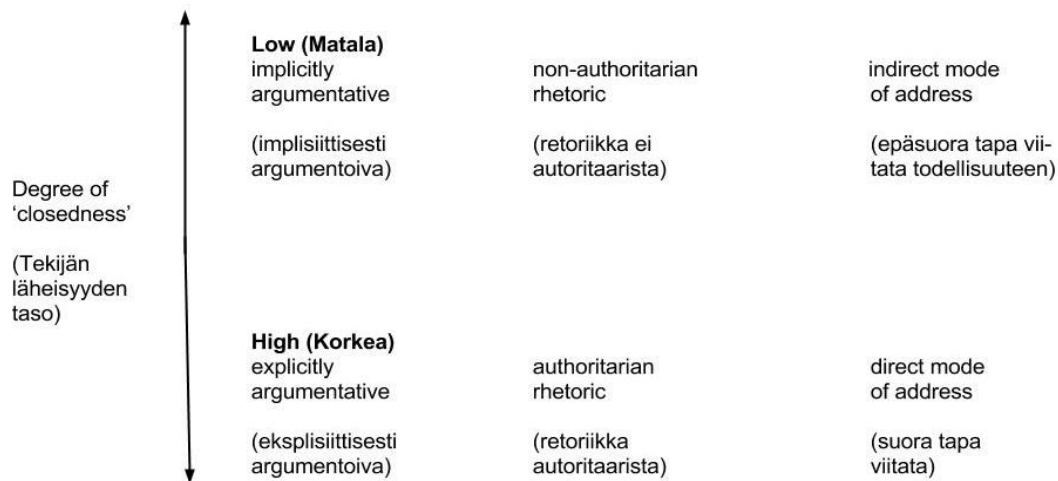 Low (Matala)
implicitly
argumentative
(implisiittisesti
argumentoiva)
non-authoritarian
rhetoric
(retoriikka ei
autoritaarista)
indirect mode
of address
(epäsuora tapa vii-
tata todellisuuteen)
Degree of
‘closedness’
(Tekijän
läheisyyden
taso)
High (Korkea)
explicitly
argumentative
(eksplisiittisesti
argumentoiva)
authoritarian
rhetoric
(retoriikka
autoritaarista)
direct mode
of address
(suora tapa
viitata)